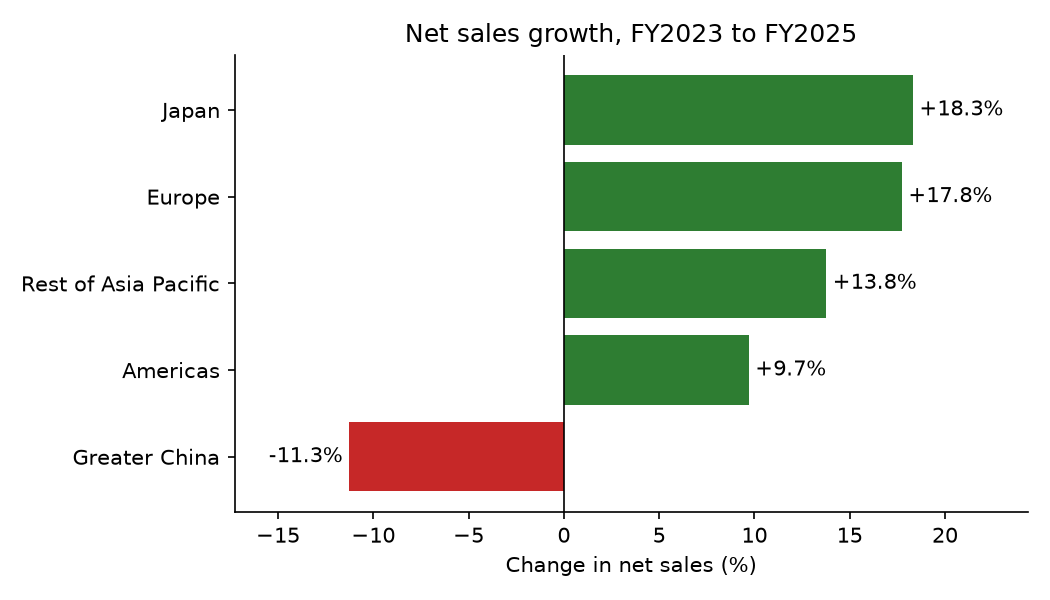 Net sales growth, FY2023 to FY2025
Japan
+18.3%
Europe
+17.8%
Rest of Asia Pacific
+13.8%
Americas
+9.7%
Greater China
-11.3%
−15
−10
−5
0
5
10
15
20
Change in net sales (%)